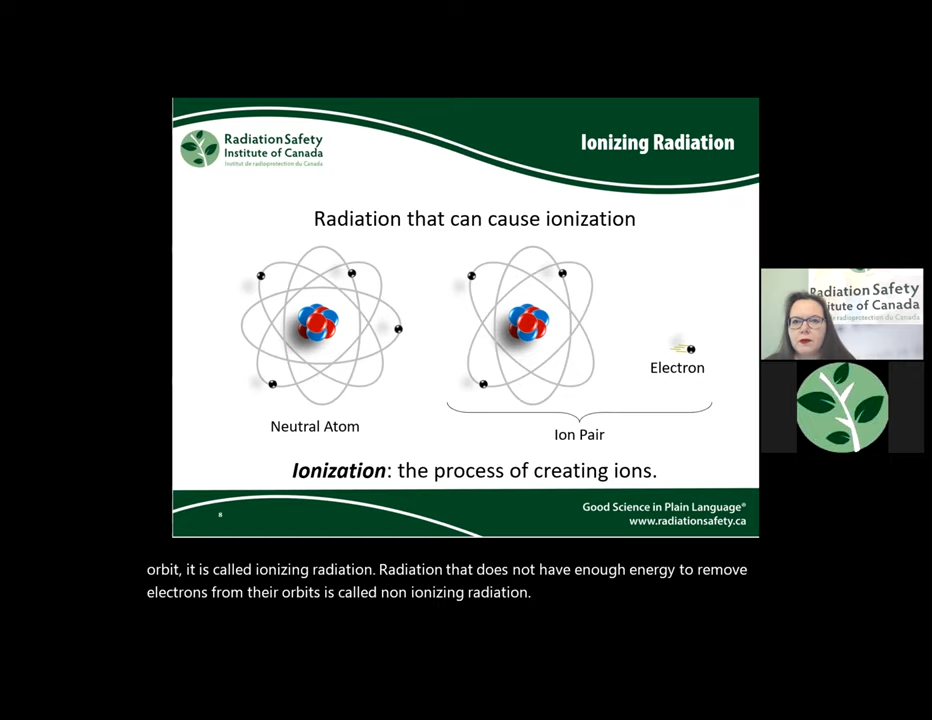 Radiation Safety
Institute of Canada
Institut de radioprotection du Canada
Ionizing Radiation
Radiation that can cause ionization
Neutral Atom
Electron
Ion Pair
Ionization: the process of creating ions.
8
Good Science in Plain Language®
www.radiationsafety.ca
Radiation Safety
itute of Canada
radioprotection du Canada
orbit, it is called ionizing radiation. Radiation that does not have enough energy to remove
electrons from their orbits is called non ionizing radiation.